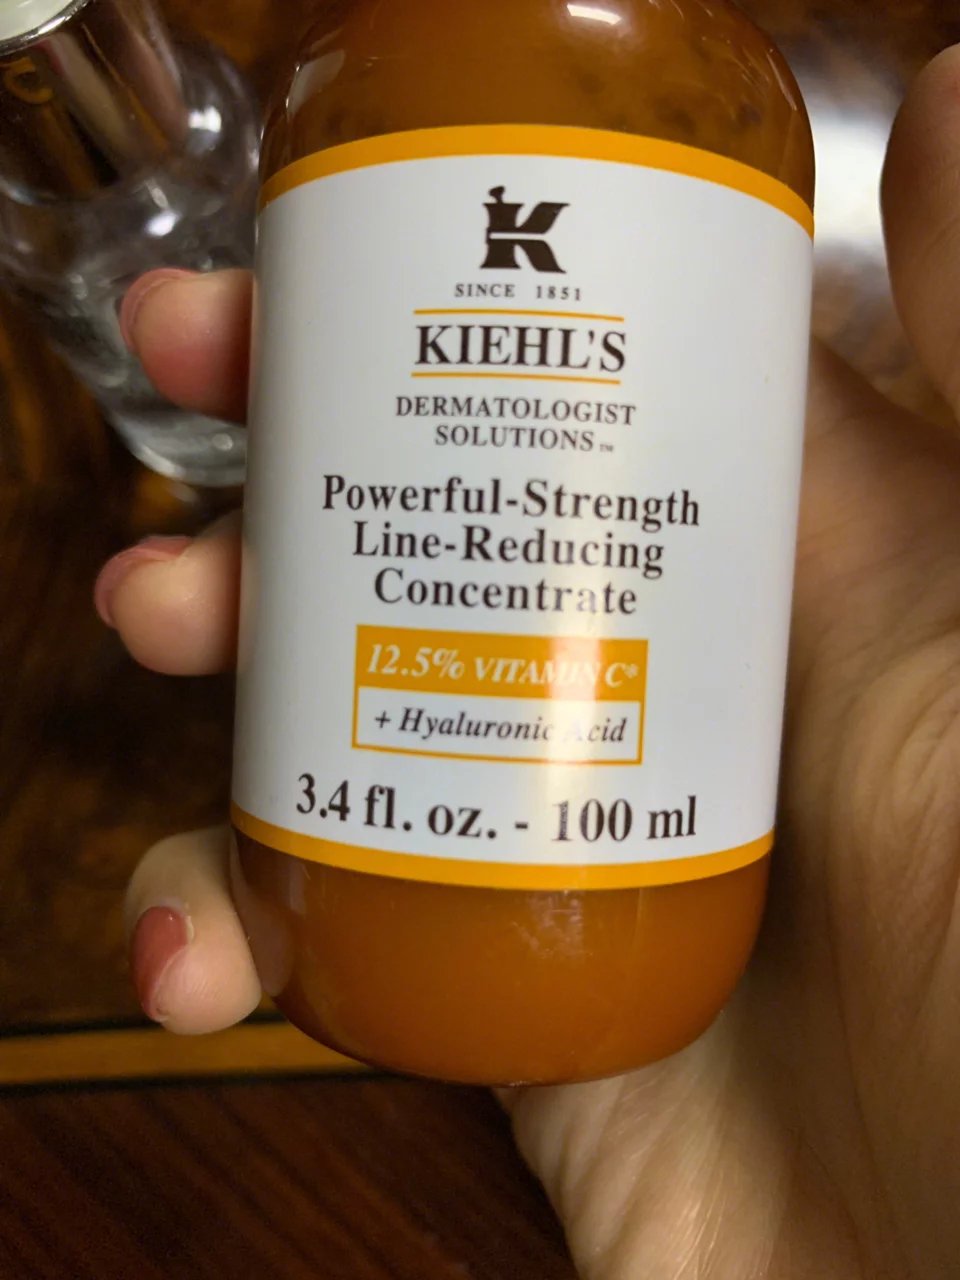 K
SINCE 1851
KIEHL'S
DERMATOLOGIST
SOLUTIONS™
Powerful-Strength
Line-Reducing
Concentrate
12.5% VITAMIN C*
+ Hyaluronic Acid
3.4 fl. oz. - 100 ml